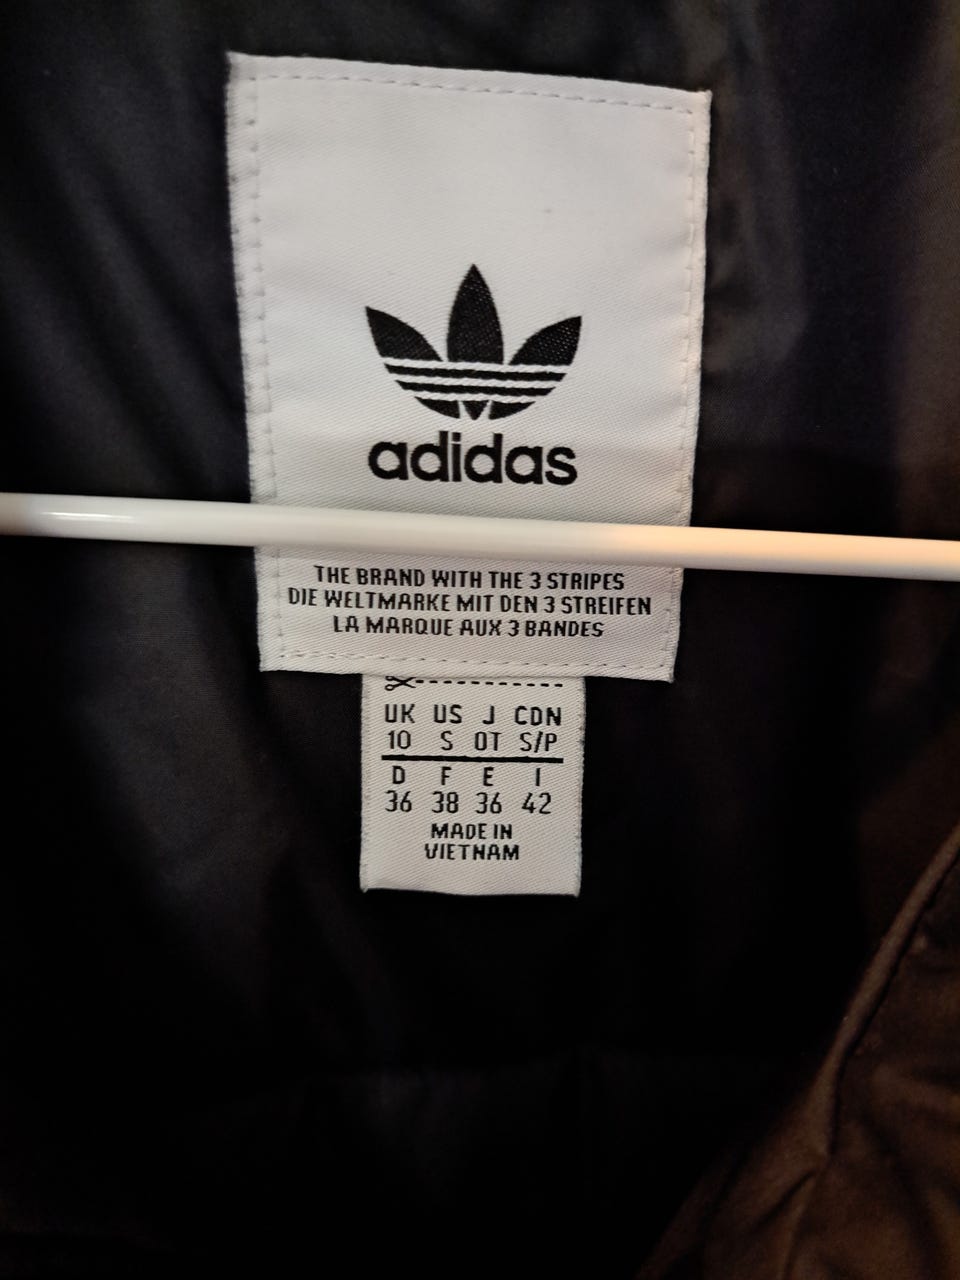 adidas
THE BRAND WITH THE 3 STRIPES
DIE WELTMARKE MIT DEN 3 STREIFEN
LA MARQUE AUX 3 BANDES
UK US J CDN
10 S OT S/P
D F E I
36 38 36 42
MADE IN
VIETNAM